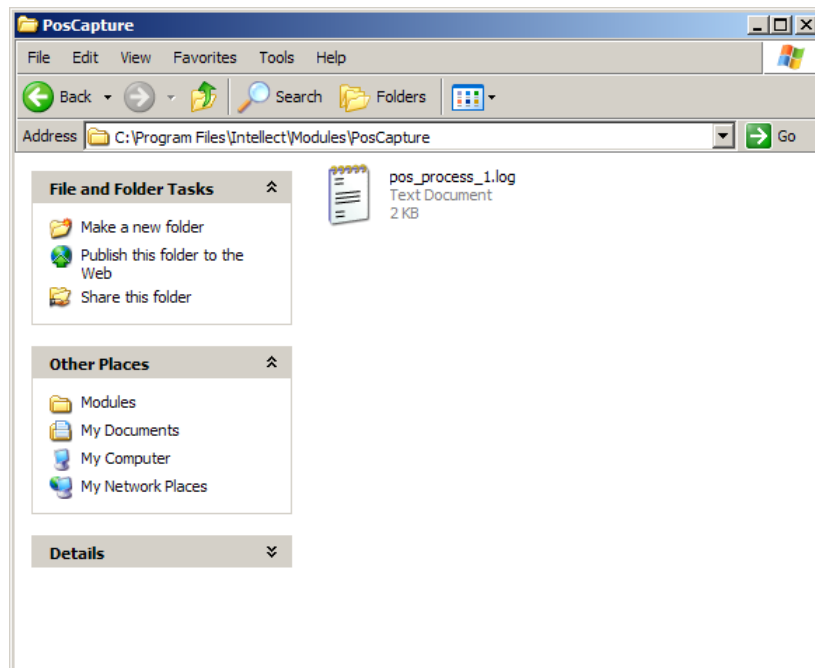 PosCapture
File Edit View Favorites Tools Help
Back Search Folders
Address C:\Program Files\Intellect\Modules\PosCapture Go
File and Folder Tasks
Make a new folder
Publish this folder to the
Web
Share this folder
Other Places
Modules
My Documents
My Computer
My Network Places
Details
pos_process_1.log
Text Document
2 KB